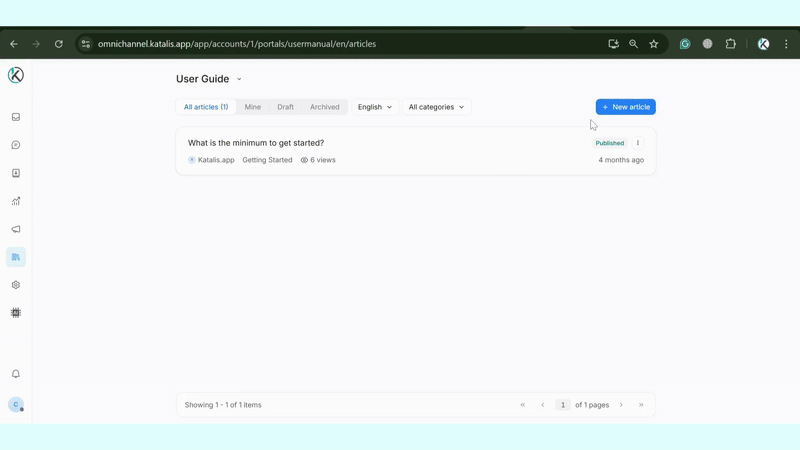 omnichannel.katalis.app/app/accounts/1/portals/usermanual/en/articles
User Guide
All articles (1) Mine Draft Archived English All categories + New article
What is the minimum to get started? Published
Katalis.app Getting Started 6 views 4 months ago
Showing 1 - 1 of 1 items « ‹ 1 of 1 pages › »
C